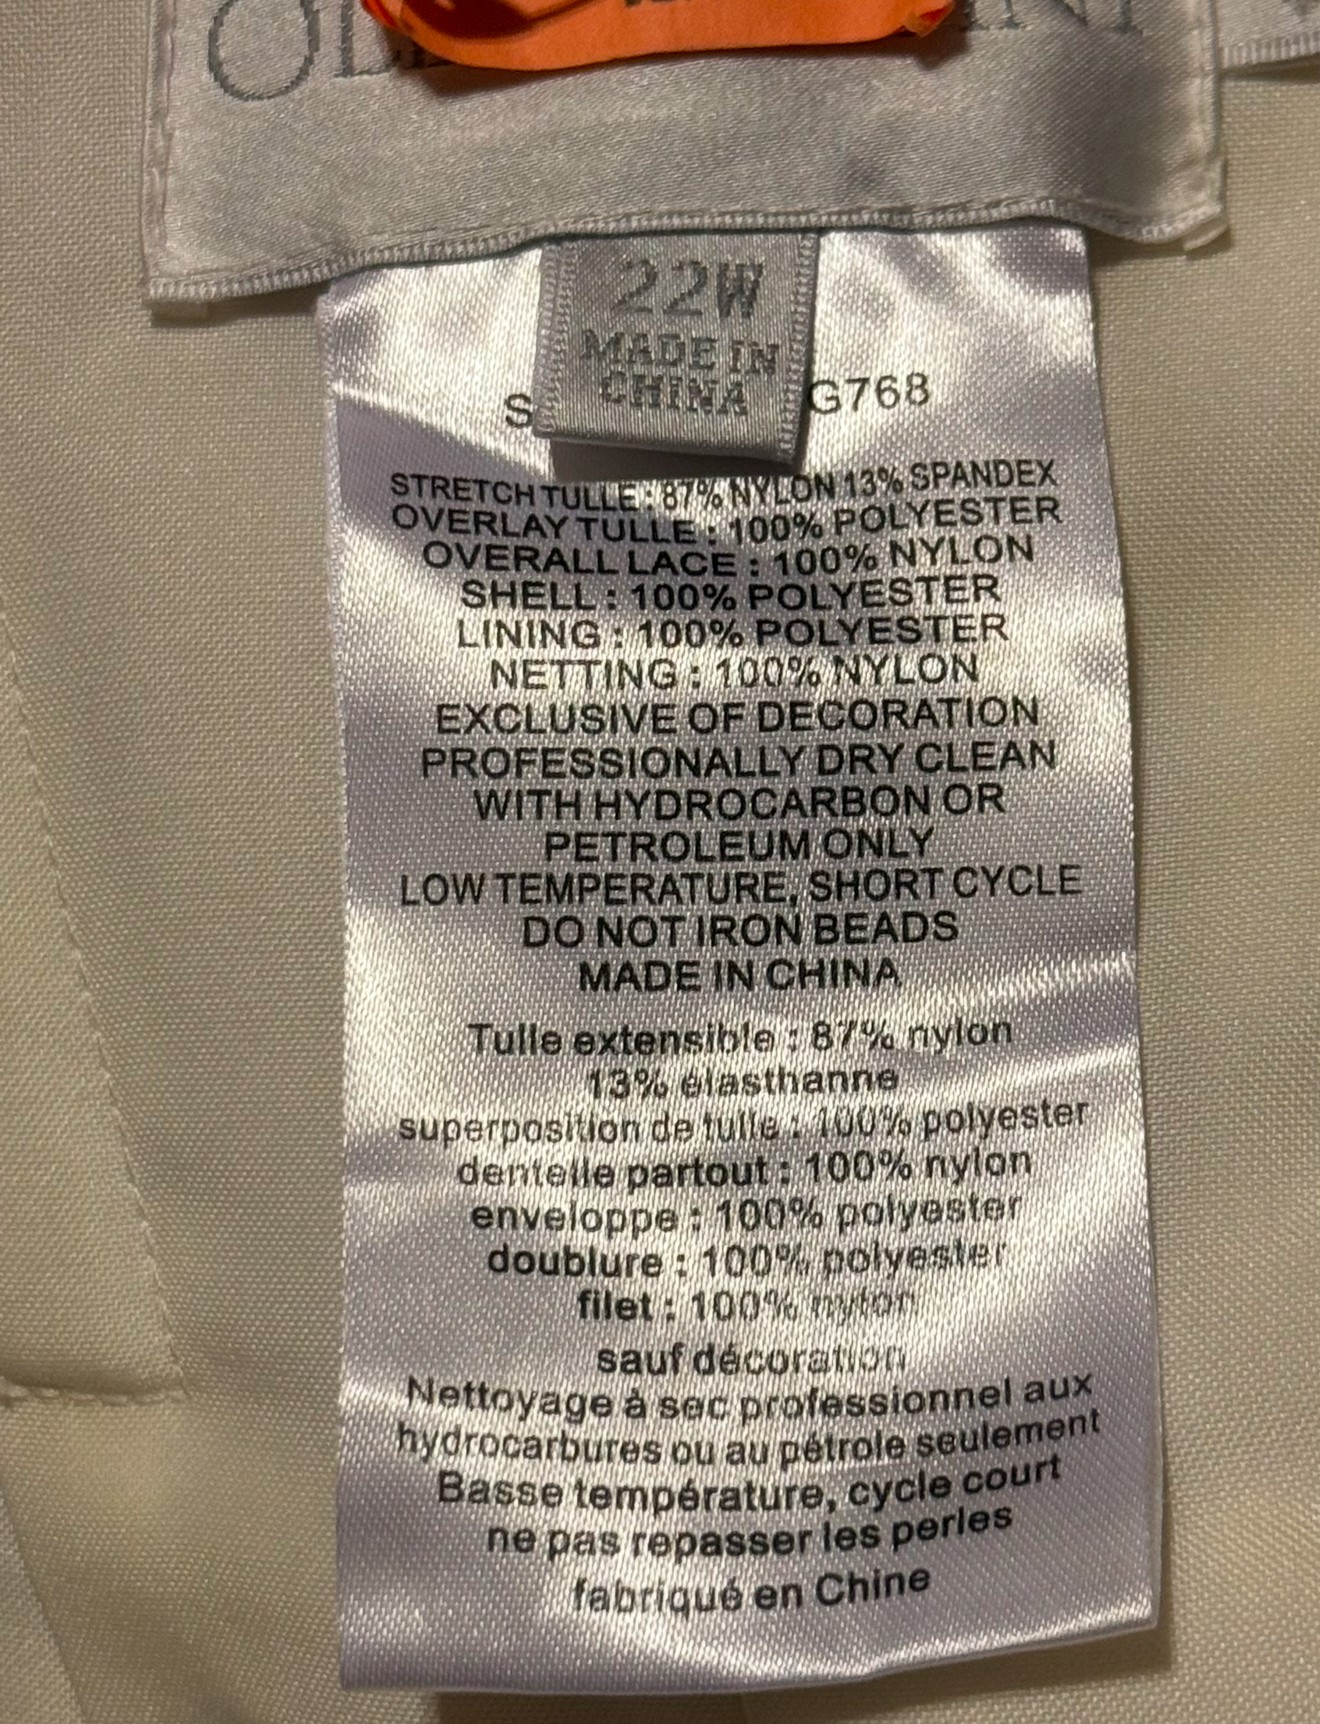 22W
MADE IN
CHINA
G768
STRETCH TULLE : 87% NYLON 13% SPANDEX
OVERLAY TULLE : 100% POLYESTER
OVERALL LACE : 100% NYLON
SHELL : 100% POLYESTER
LINING : 100% POLYESTER
NETTING : 100% NYLON
EXCLUSIVE OF DECORATION
PROFESSIONALLY DRY CLEAN
WITH HYDROCARBON OR
PETROLEUM ONLY
LOW TEMPERATURE, SHORT CYCLE
DO NOT IRON BEADS
MADE IN CHINA
Tulle extensible : 87% nylon
13% élasthanne
superposition de tulle : 100% polyester
dentelle partout : 100% nylon
enveloppe : 100% polyester
doublure : 100% polyester
filet : 100% nylon
sauf décoration
Nettoyage à sec professionnel aux
hydrocarbures ou au pétrole seulement
Basse température, cycle court
ne pas repasser les perles
fabriqué en Chine